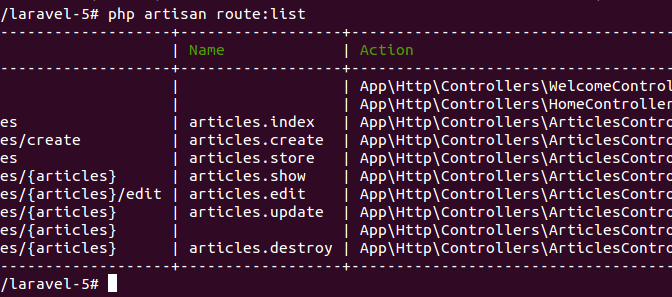 /laravel-5# php artisan route:list
-------------------+-----------------+-----------------------------------
                   | Name            | Action
-------------------+-----------------+-----------------------------------
                   |                 | App\Http\Controllers\WelcomeControl
                   |                 | App\Http\Controllers\HomeController
es                 | articles.index  | App\Http\Controllers\ArticlesContro
es/create          | articles.create | App\Http\Controllers\ArticlesContro
es                 | articles.store  | App\Http\Controllers\ArticlesContro
es/{articles}      | articles.show   | App\Http\Controllers\ArticlesContro
es/{articles}/edit | articles.edit   | App\Http\Controllers\ArticlesContro
es/{articles}      | articles.update | App\Http\Controllers\ArticlesContro
es/{articles}      |                 | App\Http\Controllers\ArticlesContro
es/{articles}      | articles.destroy | App\Http\Controllers\ArticlesContro
-------------------+-----------------+-----------------------------------
/laravel-5#